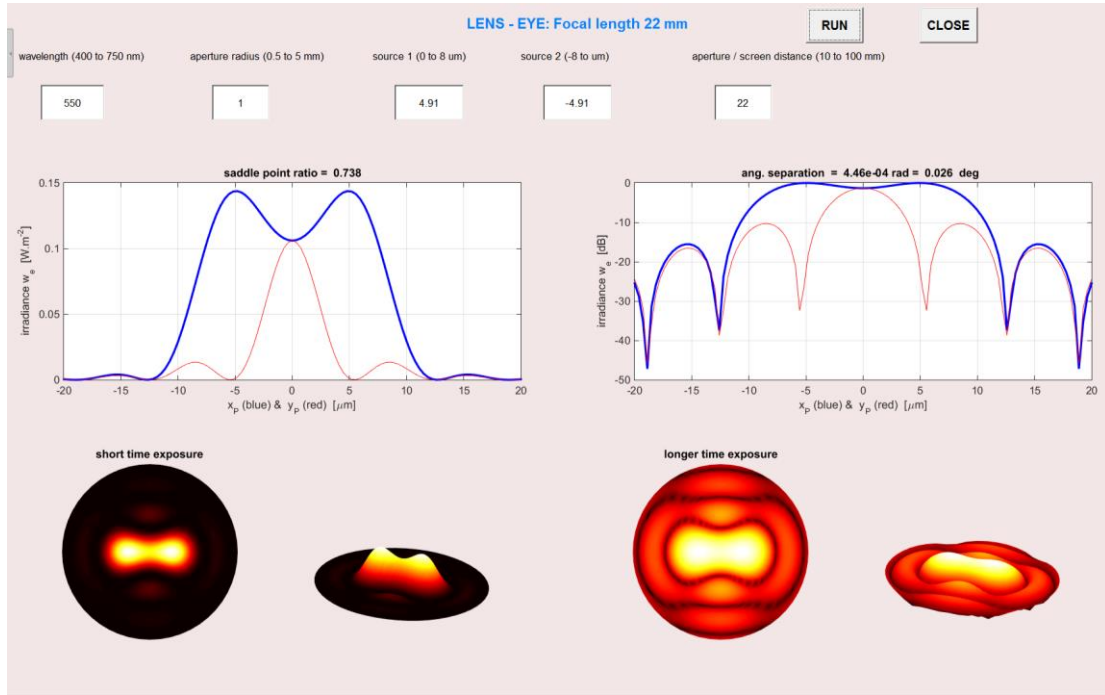 LENS - EYE: Focal length 22 mm
RUN
CLOSE
wavelength (400 to 750 nm)
aperture radius (0.5 to 5 mm)
source 1 (0 to 8 um)
source 2 (-8 to um)
aperture / screen distance (10 to 100 mm)
550
1
4.91
-4.91
22
saddle point ratio = 0.738
0.15
0.1
0.05
0
irradiance w_e [W.m^-2]
-20 -15 -10 -5 0 5 10 15 20
x_P (blue) & y_P (red) [μm]
ang. separation = 4.46e-04 rad = 0.026 deg
0
-10
-20
-30
-40
-50
irradiance w_e [dB]
-20 -15 -10 -5 0 5 10 15 20
x_P (blue) & y_P (red) [μm]
short time exposure
longer time exposure